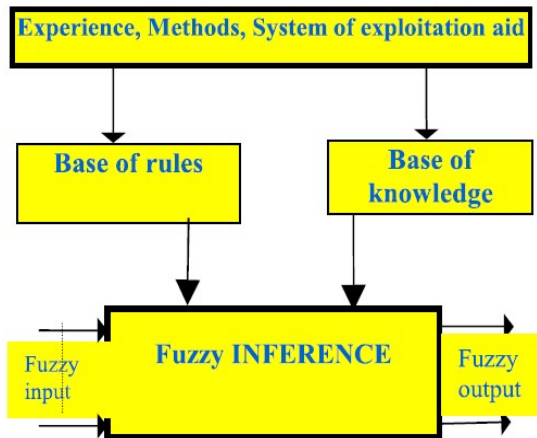 Experience, Methods, System of exploitation aid
Base of rules
Base of
knowledge
Fuzzy INFERENCE
Fuzzy
input
Fuzzy
output